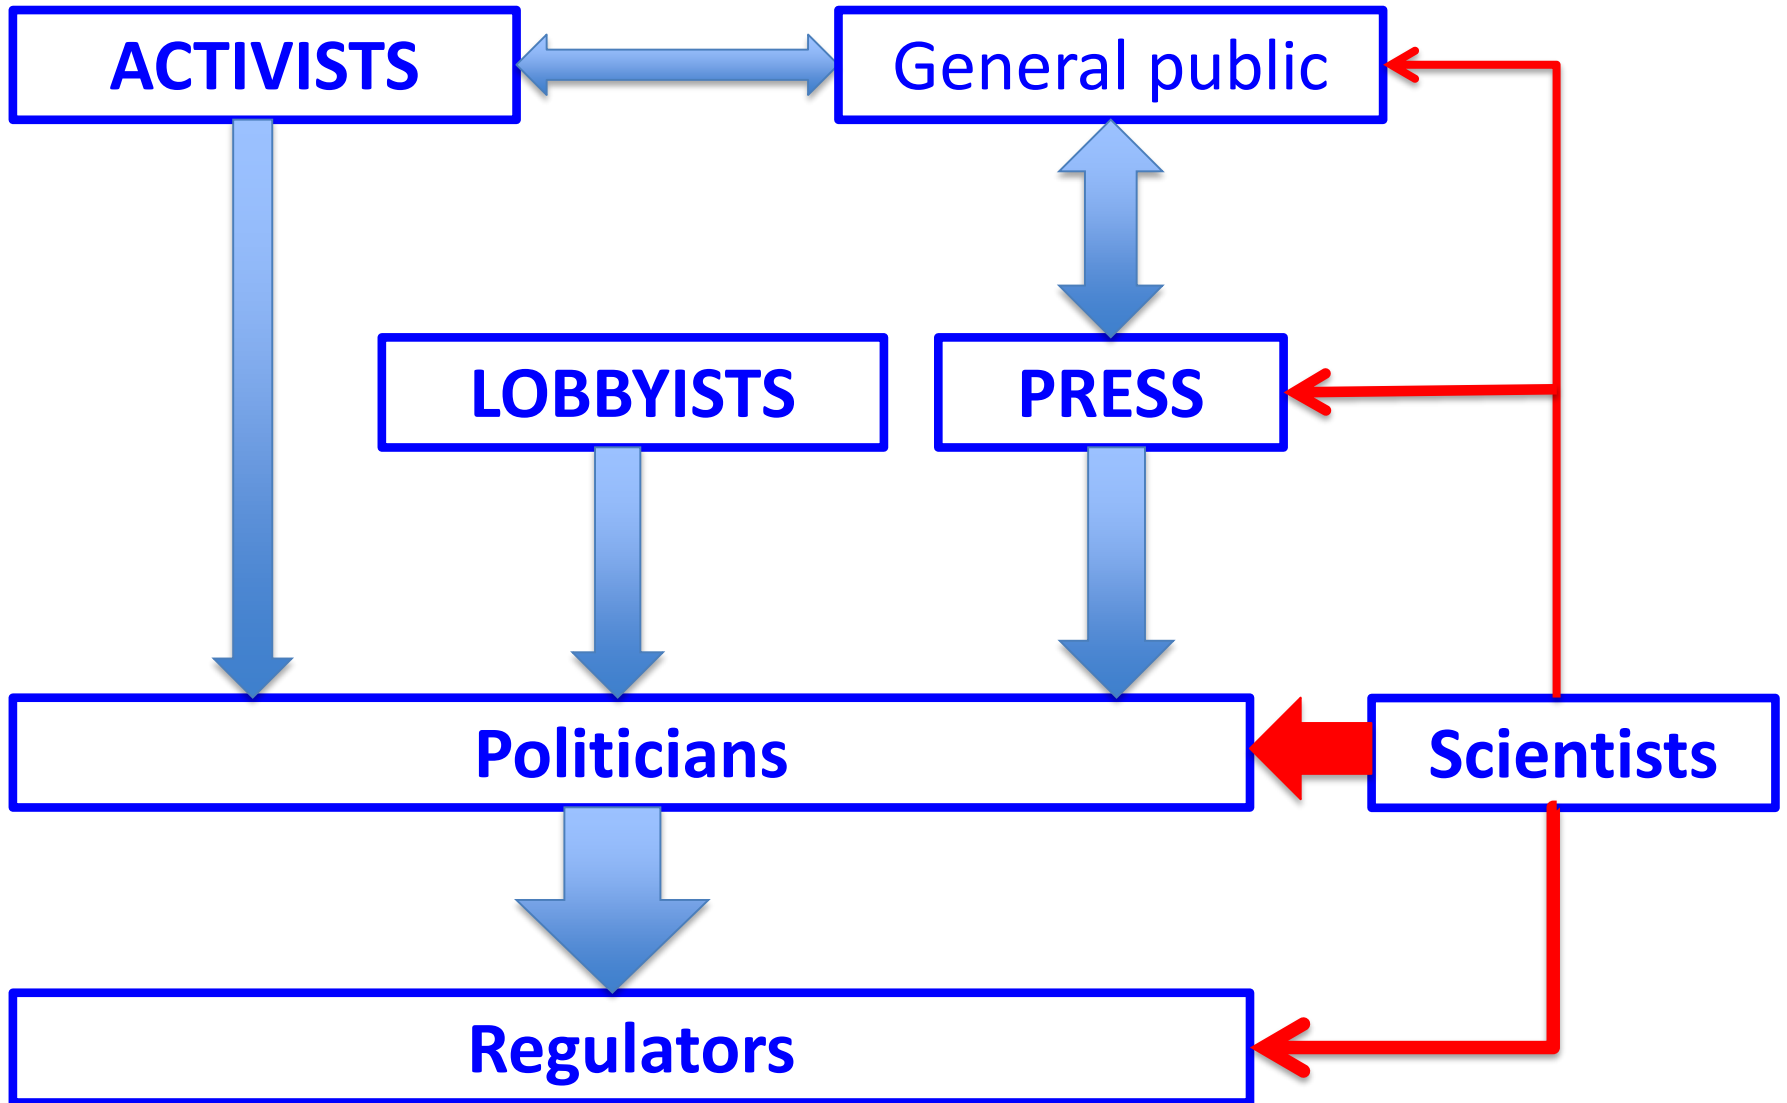 ACTIVISTS
General public
LOBBYISTS
PRESS
Politicians
Scientists
Regulators